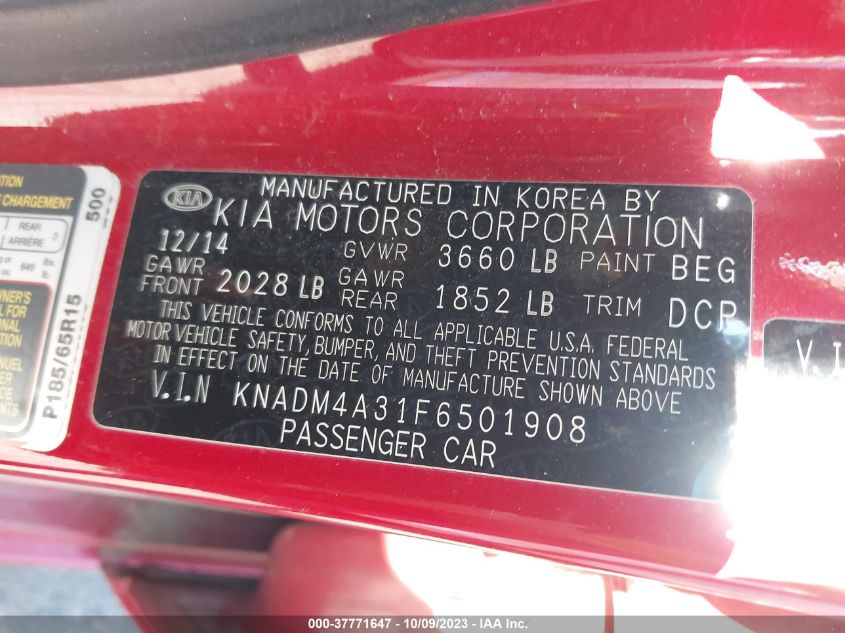 KIA
MANUFACTURED IN KOREA BY
KIA MOTORS CORPORATION
12/14 GVWR 3660 LB PAINT BEG
GAWR FRONT 2028 LB GAWR REAR 1852 LB TRIM DCP
THIS VEHICLE CONFORMS TO ALL APPLICABLE U.S.A. FEDERAL
MOTOR VEHICLE SAFETY, BUMPER, AND THEFT PREVENTION STANDARDS
IN EFFECT ON THE DATE OF MANUFACTURE SHOWN ABOVE
V.I.N KNADM4A31F6501908
PASSENGER CAR
CHARGEMENT
REAR
ARRIÈRE
5
849
500
P185/65R15
V.I
000-37771647 - 10/09/2023 - IAA Inc.